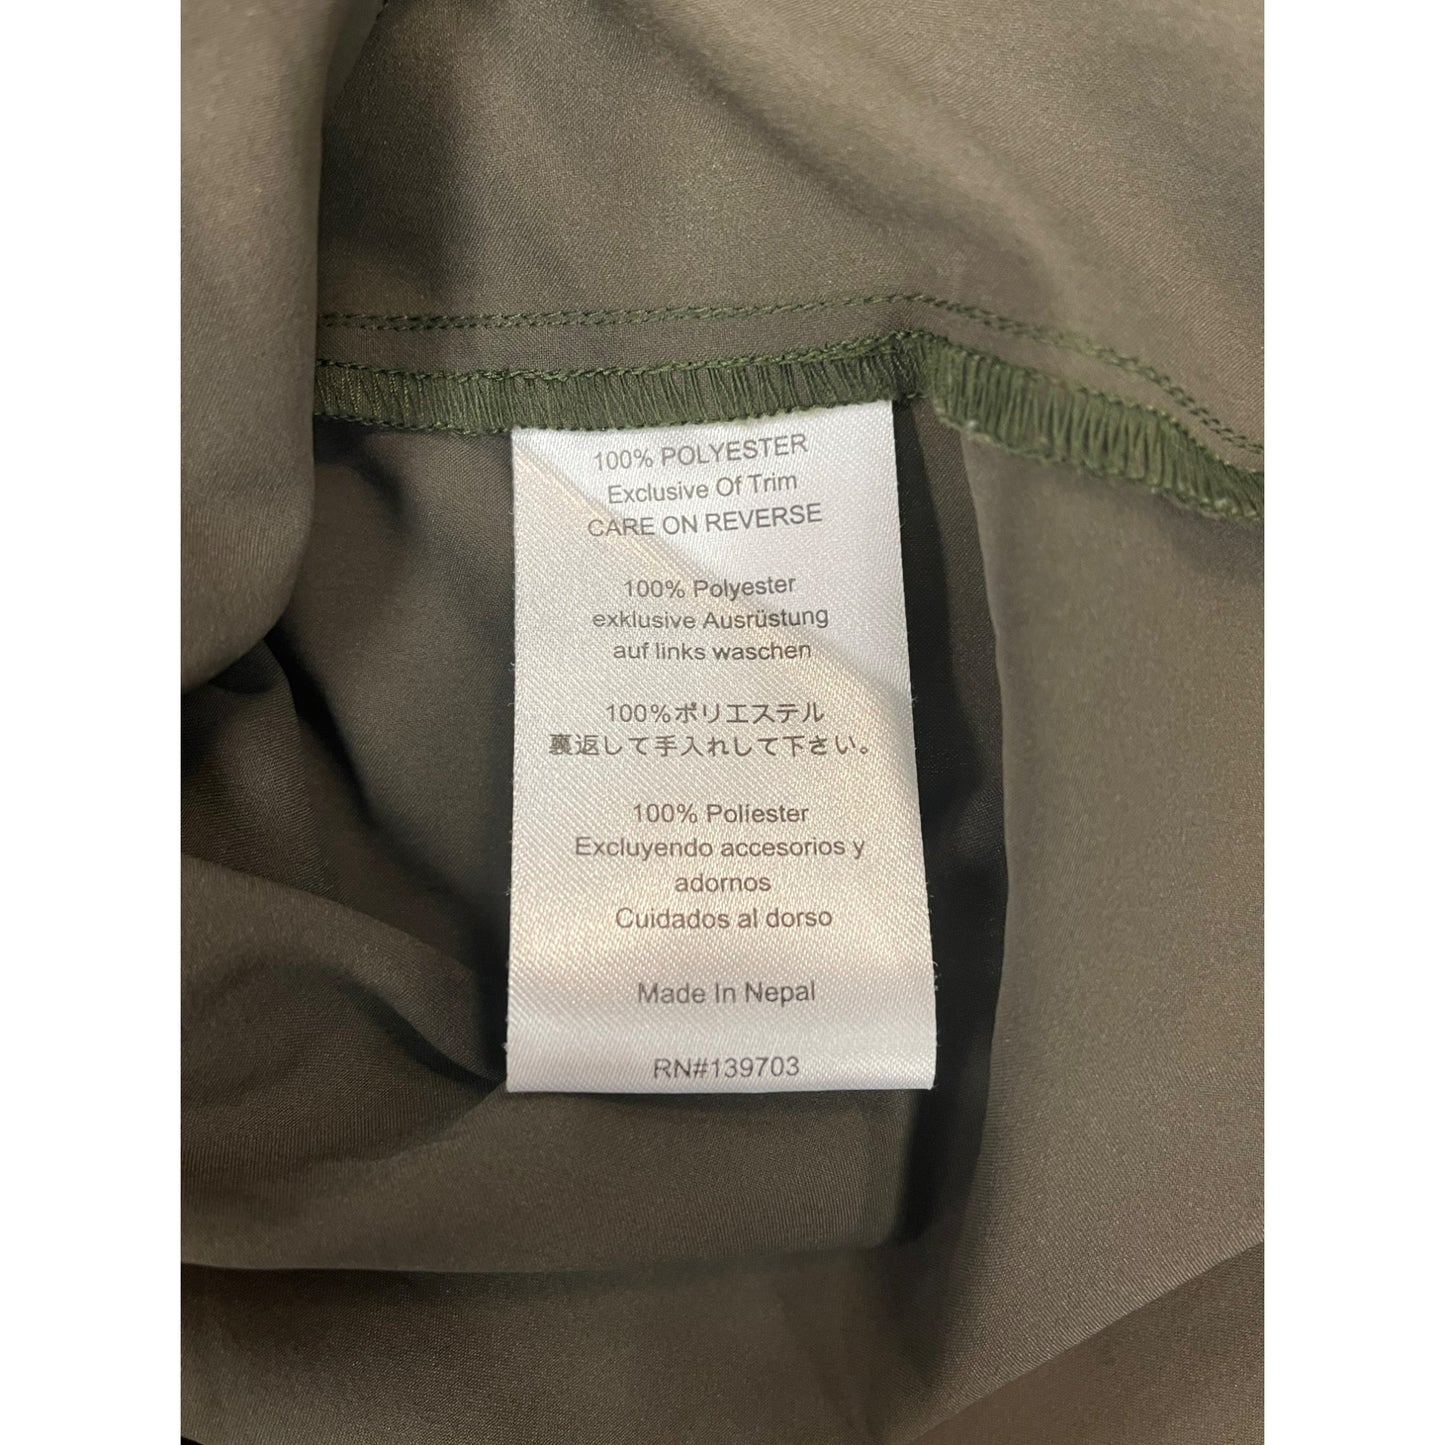 100% POLYESTER
Exclusive Of Trim
CARE ON REVERSE
100% Polyester
exklusive Ausrüstung
auf links waschen
100%ポリエステル
裏返して手入れして下さい。
100% Políester
Excluyendo accesorios y
adornos
Cuidados al dorso
Made In Nepal
RN#139703